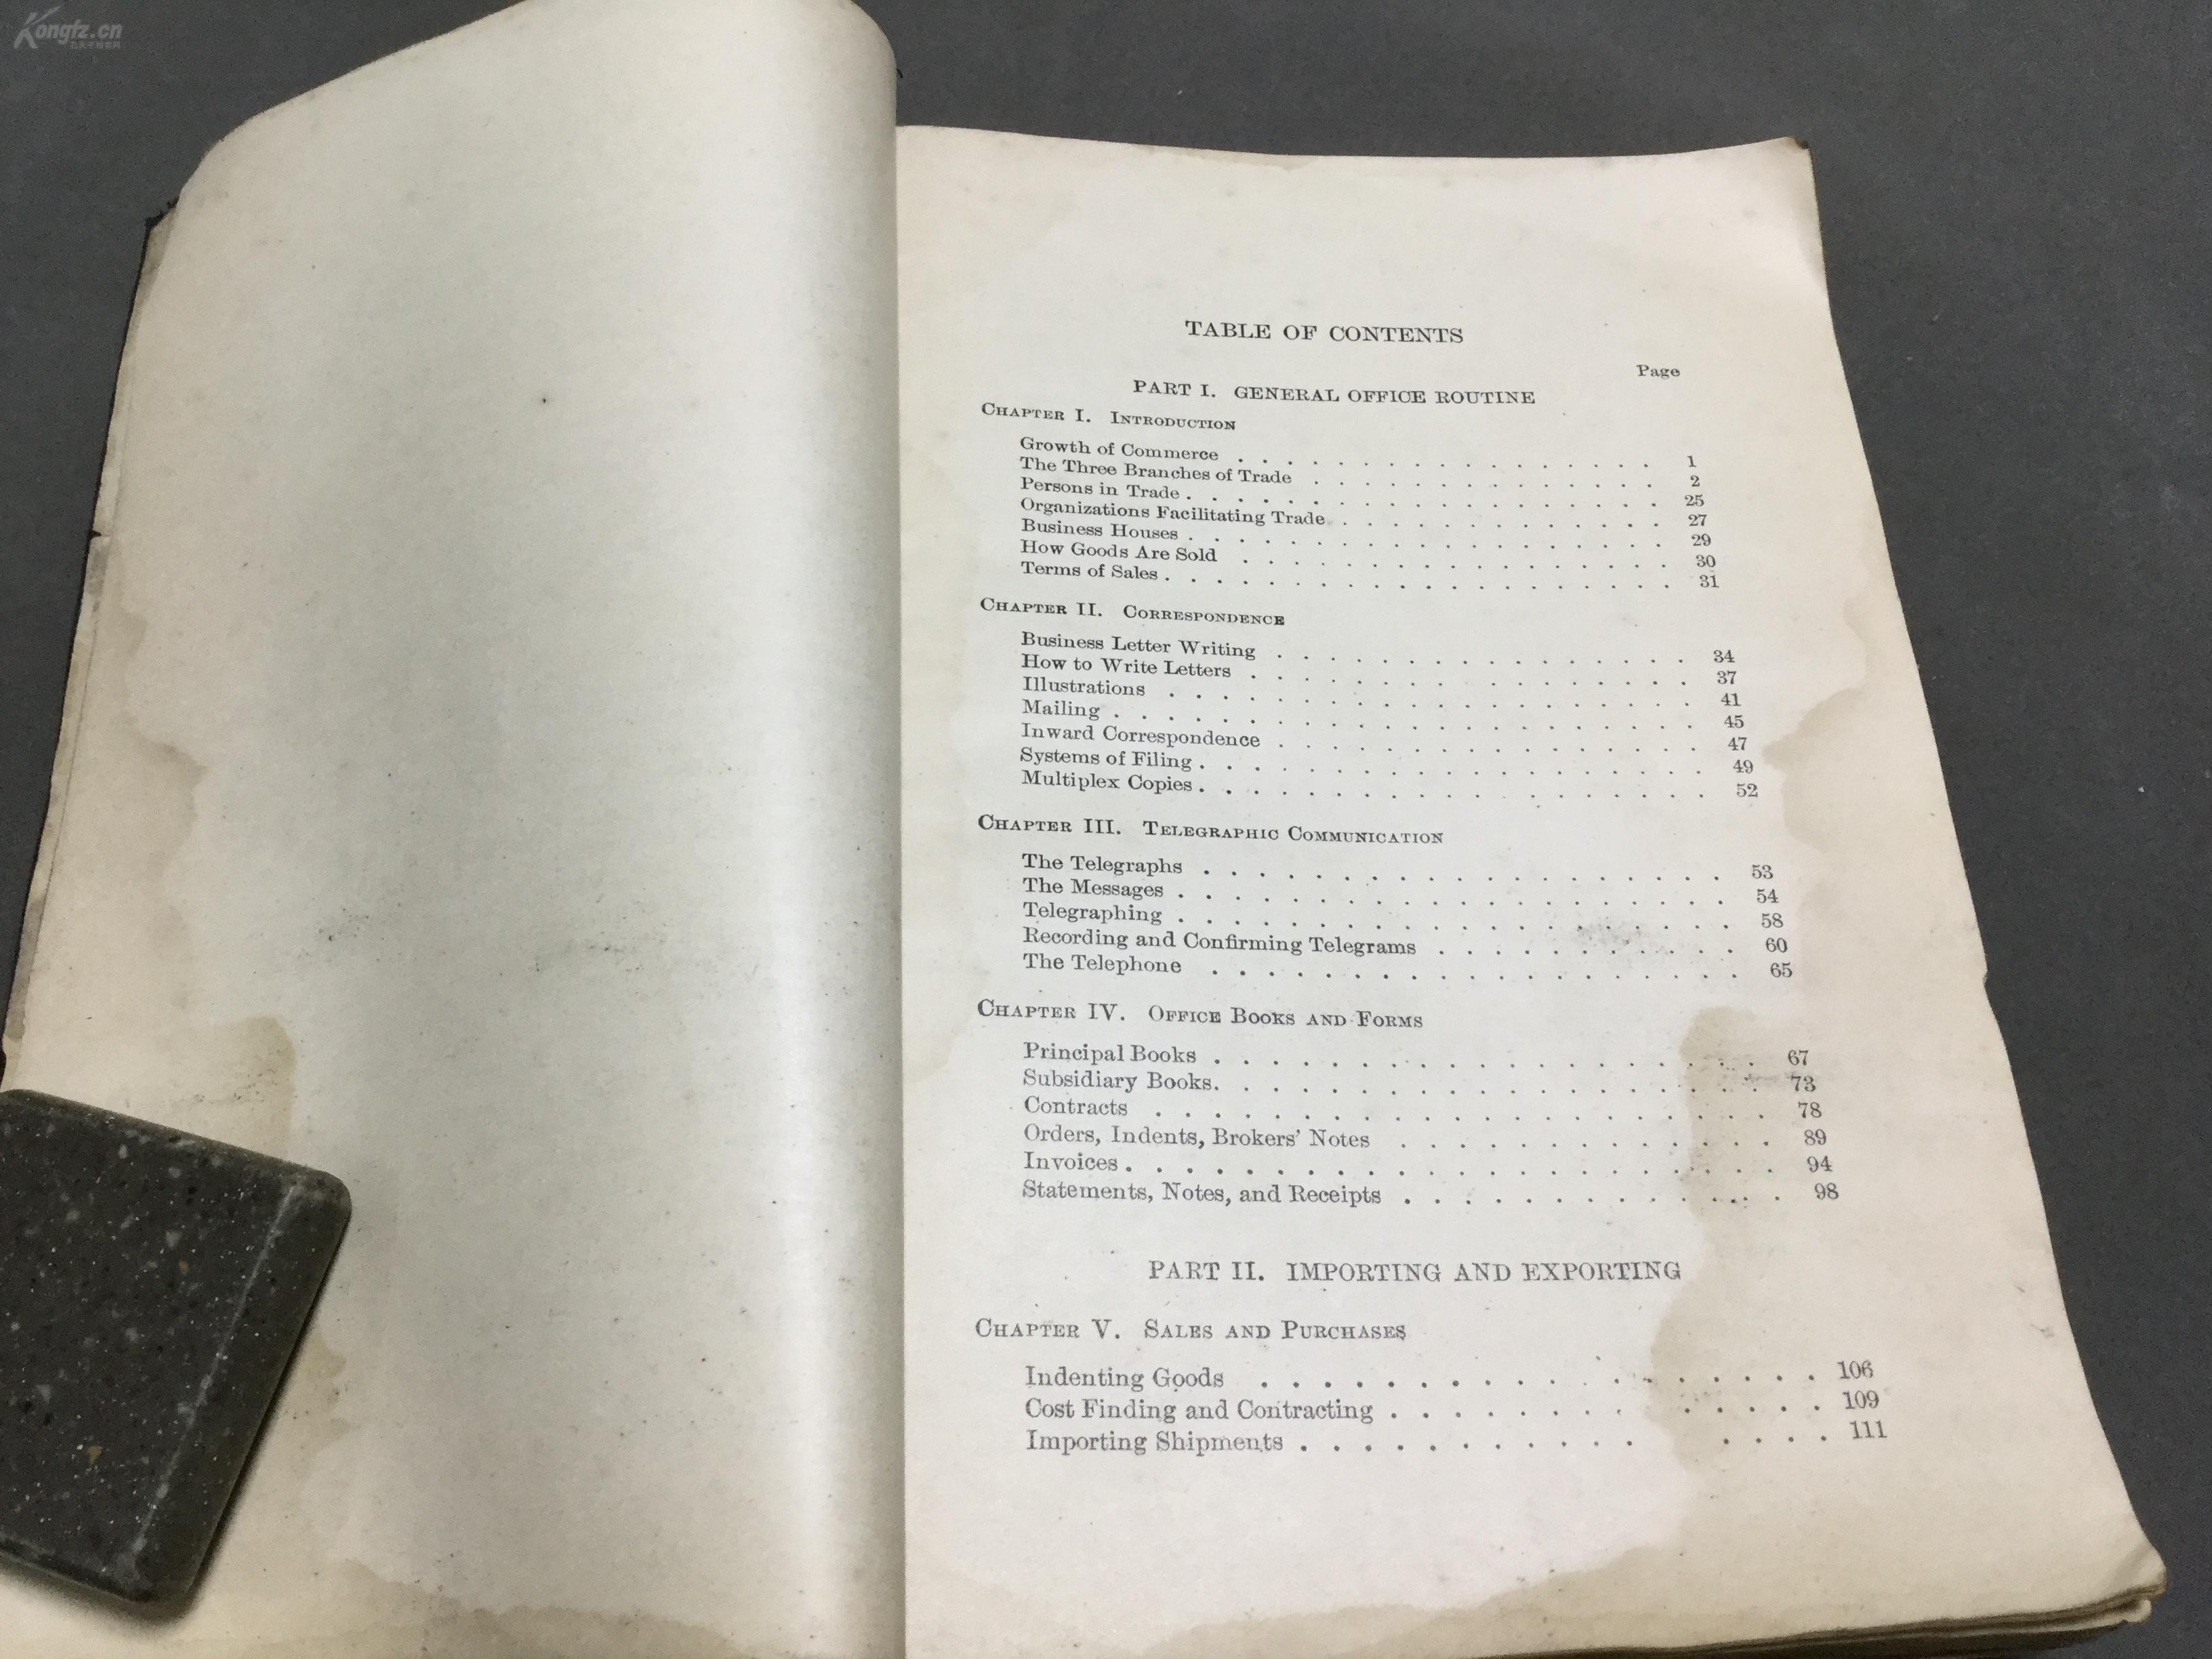 Kongfz.cn
TABLE OF CONTENTS
Page
PART I. GENERAL OFFICE ROUTINE
CHAPTER I. INTRODUCTION
Growth of Commerce . . . . . . . . . . . . . . . . . 1
The Three Branches of Trade . . . . . . . . . . . . . . 2
Persons in Trade . . . . . . . . . . . . . . . . . . 25
Organizations Facilitating Trade . . . . . . . . . . . . . 27
Business Houses . . . . . . . . . . . . . . . . . . 29
How Goods Are Sold . . . . . . . . . . . . . . . . . 30
Terms of Sales . . . . . . . . . . . . . . . . . . . 31
CHAPTER II. CORRESPONDENCE
Business Letter Writing . . . . . . . . . . . . . . . . 34
How to Write Letters . . . . . . . . . . . . . . . . . 37
Illustrations . . . . . . . . . . . . . . . . . . . . 41
Mailing . . . . . . . . . . . . . . . . . . . . . . 45
Inward Correspondence . . . . . . . . . . . . . . . . 47
Systems of Filing . . . . . . . . . . . . . . . . . . . 49
Multiplex Copies . . . . . . . . . . . . . . . . . . . 52
CHAPTER III. TELEGRAPHIC COMMUNICATION
The Telegraphs . . . . . . . . . . . . . . . . . . . 53
The Messages . . . . . . . . . . . . . . . . . . . . 54
Telegraphing . . . . . . . . . . . . . . . . . . . . 58
Recording and Confirming Telegrams . . . . . . . . . . . 60
The Telephone . . . . . . . . . . . . . . . . . . . 65
CHAPTER IV. OFFICE BOOKS AND FORMS
Principal Books . . . . . . . . . . . . . . . . . . . 67
Subsidiary Books . . . . . . . . . . . . . . . . . . . 73
Contracts . . . . . . . . . . . . . . . . . . . . . 78
Orders, Indents, Brokers' Notes . . . . . . . . . . . . . 89
Invoices . . . . . . . . . . . . . . . . . . . . . . 94
Statements, Notes, and Receipts . . . . . . . . . . . . . 98
PART II. IMPORTING AND EXPORTING
CHAPTER V. SALES AND PURCHASES
Indenting Goods . . . . . . . . . . . . . . . . . . 106
Cost Finding and Contracting . . . . . . . . . . . . . . 109
Importing Shipments . . . . . . . . . . . . . . . . . 111